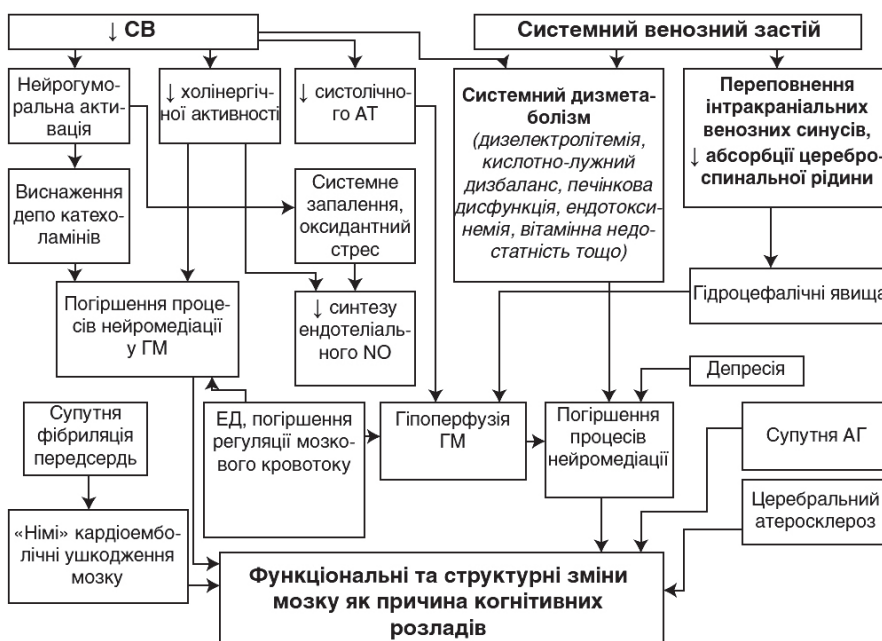 ↓ СВ
Системний венозний застій
Нейрогумо-
ральна акти-
вація
↓ холінергіч-
ної активності
↓ систолічно-
го АТ
Системний дизмета-
болізм
(дизелектролітемія,
кислотно-лужний
дизбаланс, печінкова
дисфункція, ендотокси-
немія, вітамінна недо-
статність тощо)
Переповнення
інтракраніальних
венозних синусів,
↓ абсорбції церебро-
спинальної рідини
Виснаження
депо катехо-
ламінів
Системне
запалення,
оксидантний
стрес
Погіршення проце-
сів нейромедіації
у ГМ
↓ синтезу
ендотеліаль-
ного NO
Гідроцефалічні явища
Депресія
Супутня
фібриляція
передсердь
ЕД, погіршення
регуляції мозко-
вого кровотоку
Гіпоперфузія
ГМ
Погіршення
процесів
нейромедіації
Супутня АГ
«Німі» кардіоембо-
лічні ушкодження
мозку
Церебральний
атеросклероз
Функціональні та структурні зміни
мозку як причина когнітивних
розладів